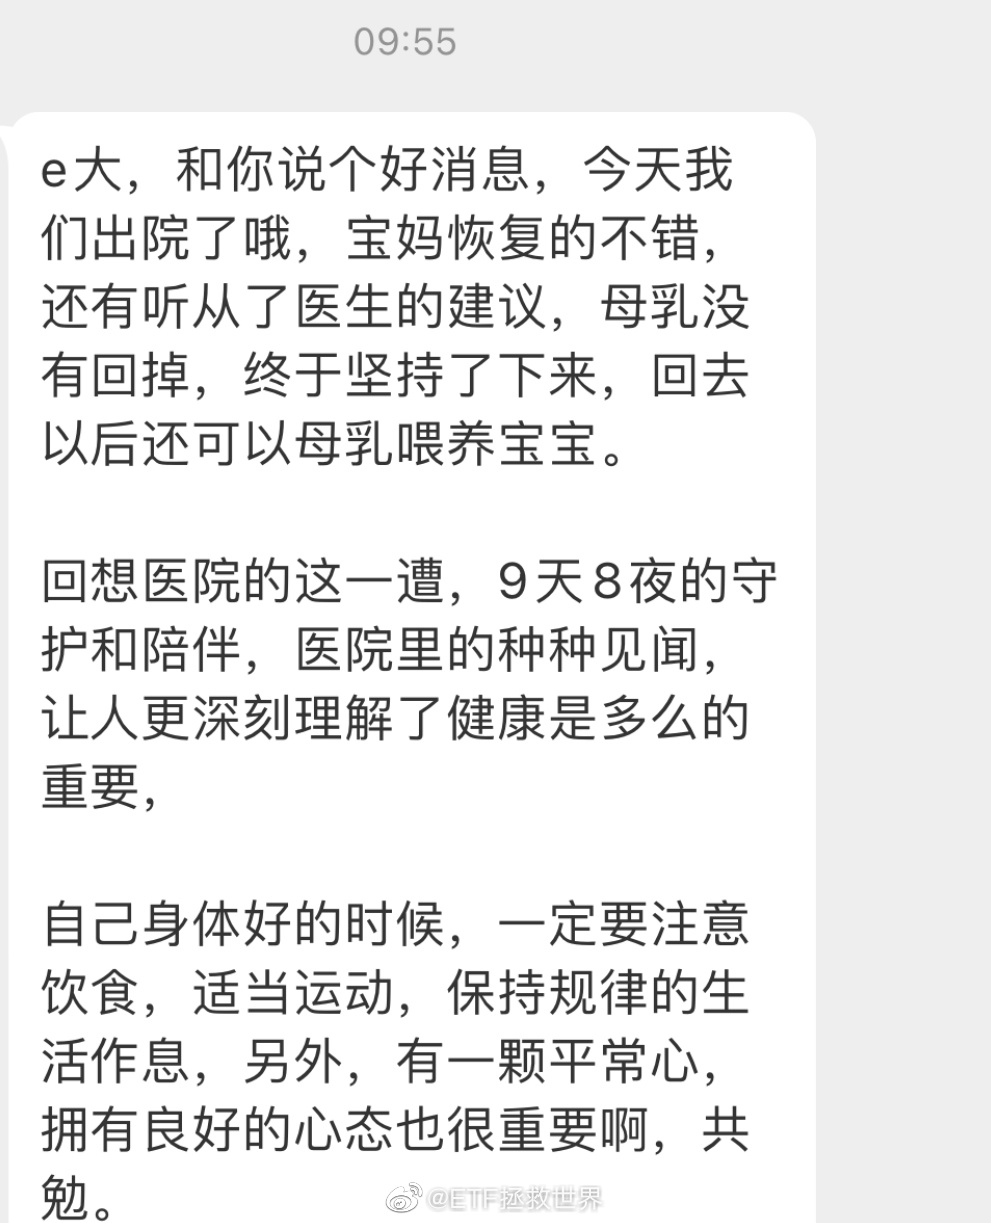 09:55
e大，和你说个好消息，今天我
们出院了哦，宝妈恢复的不错，
还有听从了医生的建议，母乳没
有回掉，终于坚持了下来，回去
以后还可以母乳喂养宝宝。
回想医院的这一遭，9天8夜的守
护和陪伴，医院里的种种见闻，
让人更深刻理解了健康是多么的
重要，
自己身体好的时候，一定要注意
饮食，适当运动，保持规律的生
活作息，另外，有一颗平常心，
拥有良好的心态也很重要啊，共
勉。
@ETF拯救世界